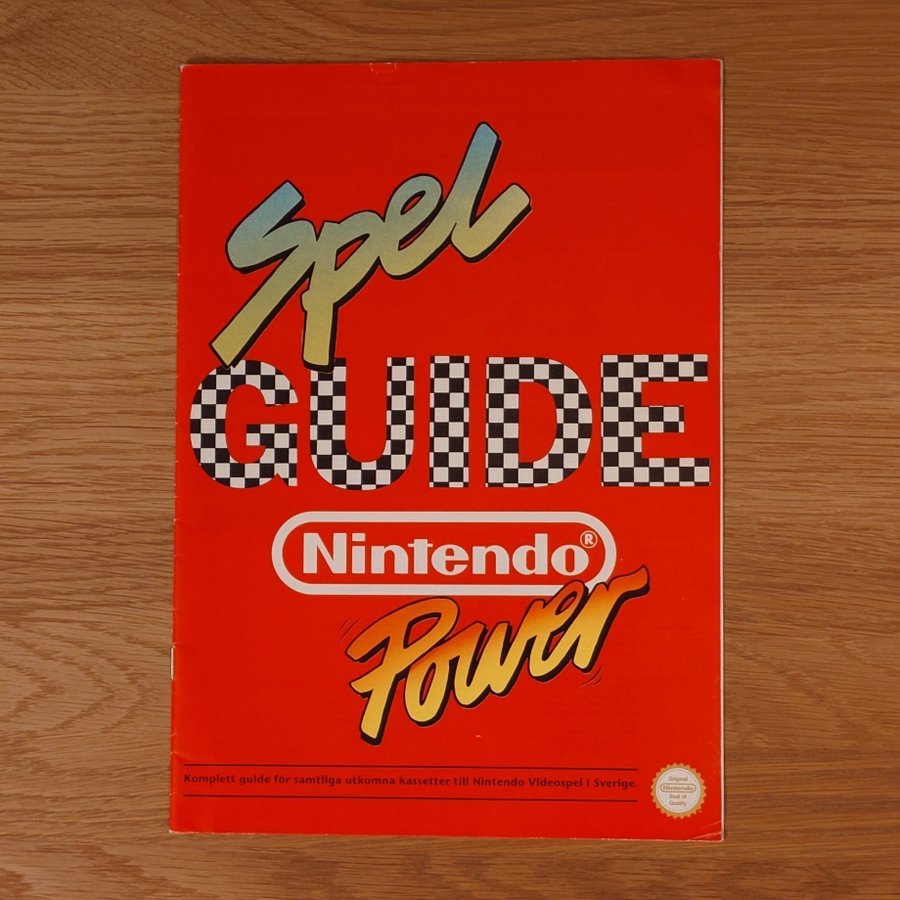 Spel
GUIDE
Nintendo®
Power
Komplett guide för samtliga utkomna kassetter till Nintendo Videospel i Sverige.
Original
Nintendo
Seal of
Quality